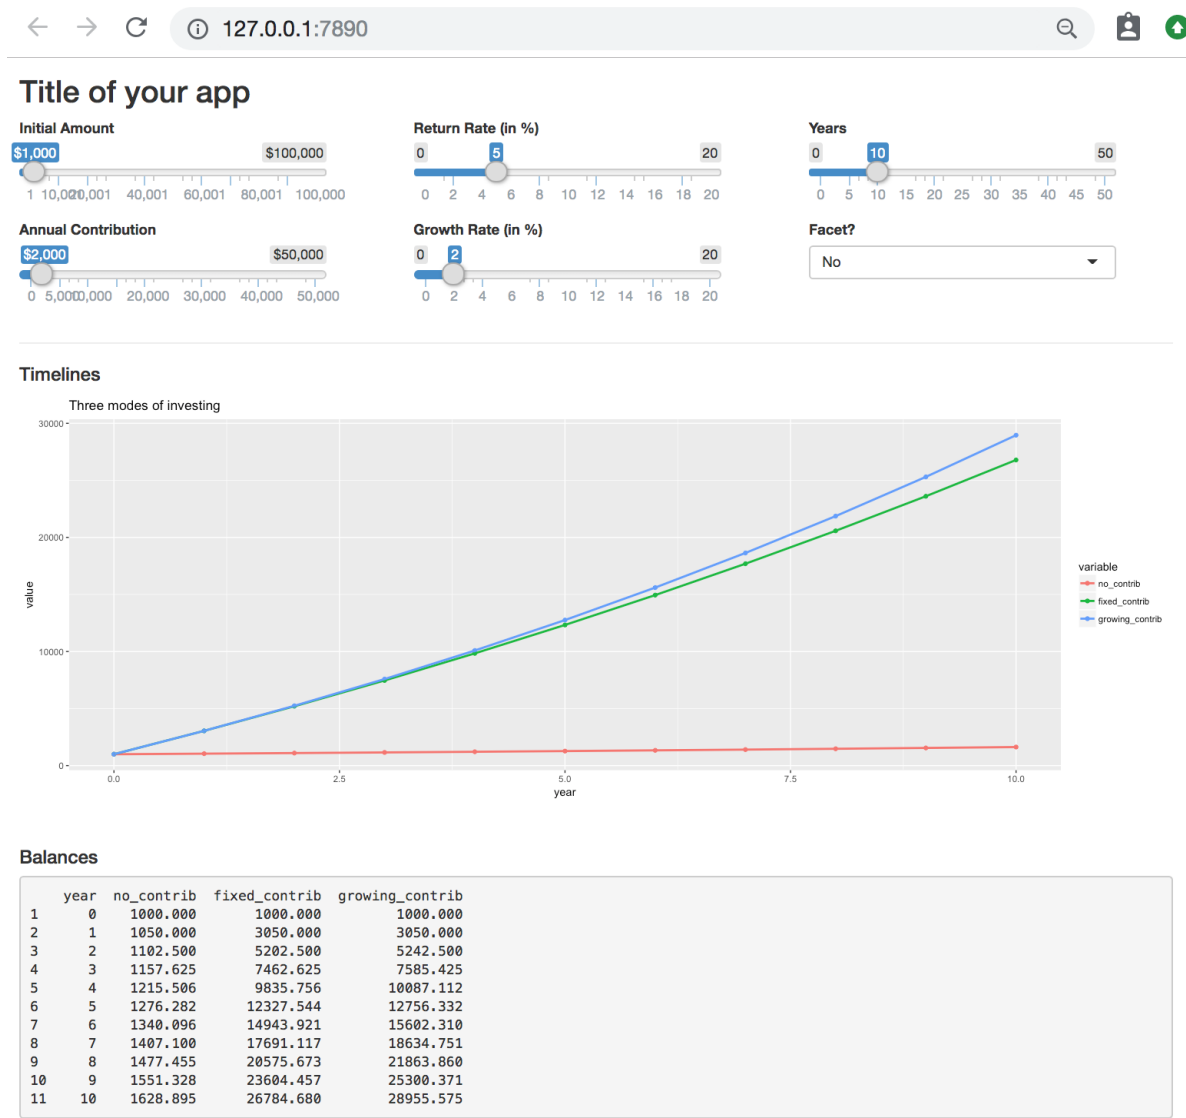 127.0.0.1:7890
Title of your app
Initial Amount Return Rate (in %) Years
$1,000 $100,000 0 5 20 0 10 50
1 10,001 20,001 40,001 60,001 80,001 100,000 0 2 4 6 8 10 12 14 16 18 20 0 5 10 15 20 25 30 35 40 45 50
Annual Contribution Growth Rate (in %) Facet?
$2,000 $50,000 0 2 20 No
0 5,000 10,000 20,000 30,000 40,000 50,000 0 2 4 6 8 10 12 14 16 18 20
Timelines
Three modes of investing
30000
20000
10000
0
value
0.0 2.5 5.0 7.5 10.0
year
variable
no_contrib
fixed_contrib
growing_contrib
Balances
year no_contrib fixed_contrib growing_contrib
1 0 1000.000 1000.000 1000.000
2 1 1050.000 3050.000 3050.000
3 2 1102.500 5202.500 5242.500
4 3 1157.625 7462.625 7585.425
5 4 1215.506 9835.756 10087.112
6 5 1276.282 12327.544 12756.332
7 6 1340.096 14943.921 15602.310
8 7 1407.100 17691.117 18634.751
9 8 1477.455 20575.673 21863.860
10 9 1551.328 23604.457 25300.371
11 10 1628.895 26784.680 28955.575